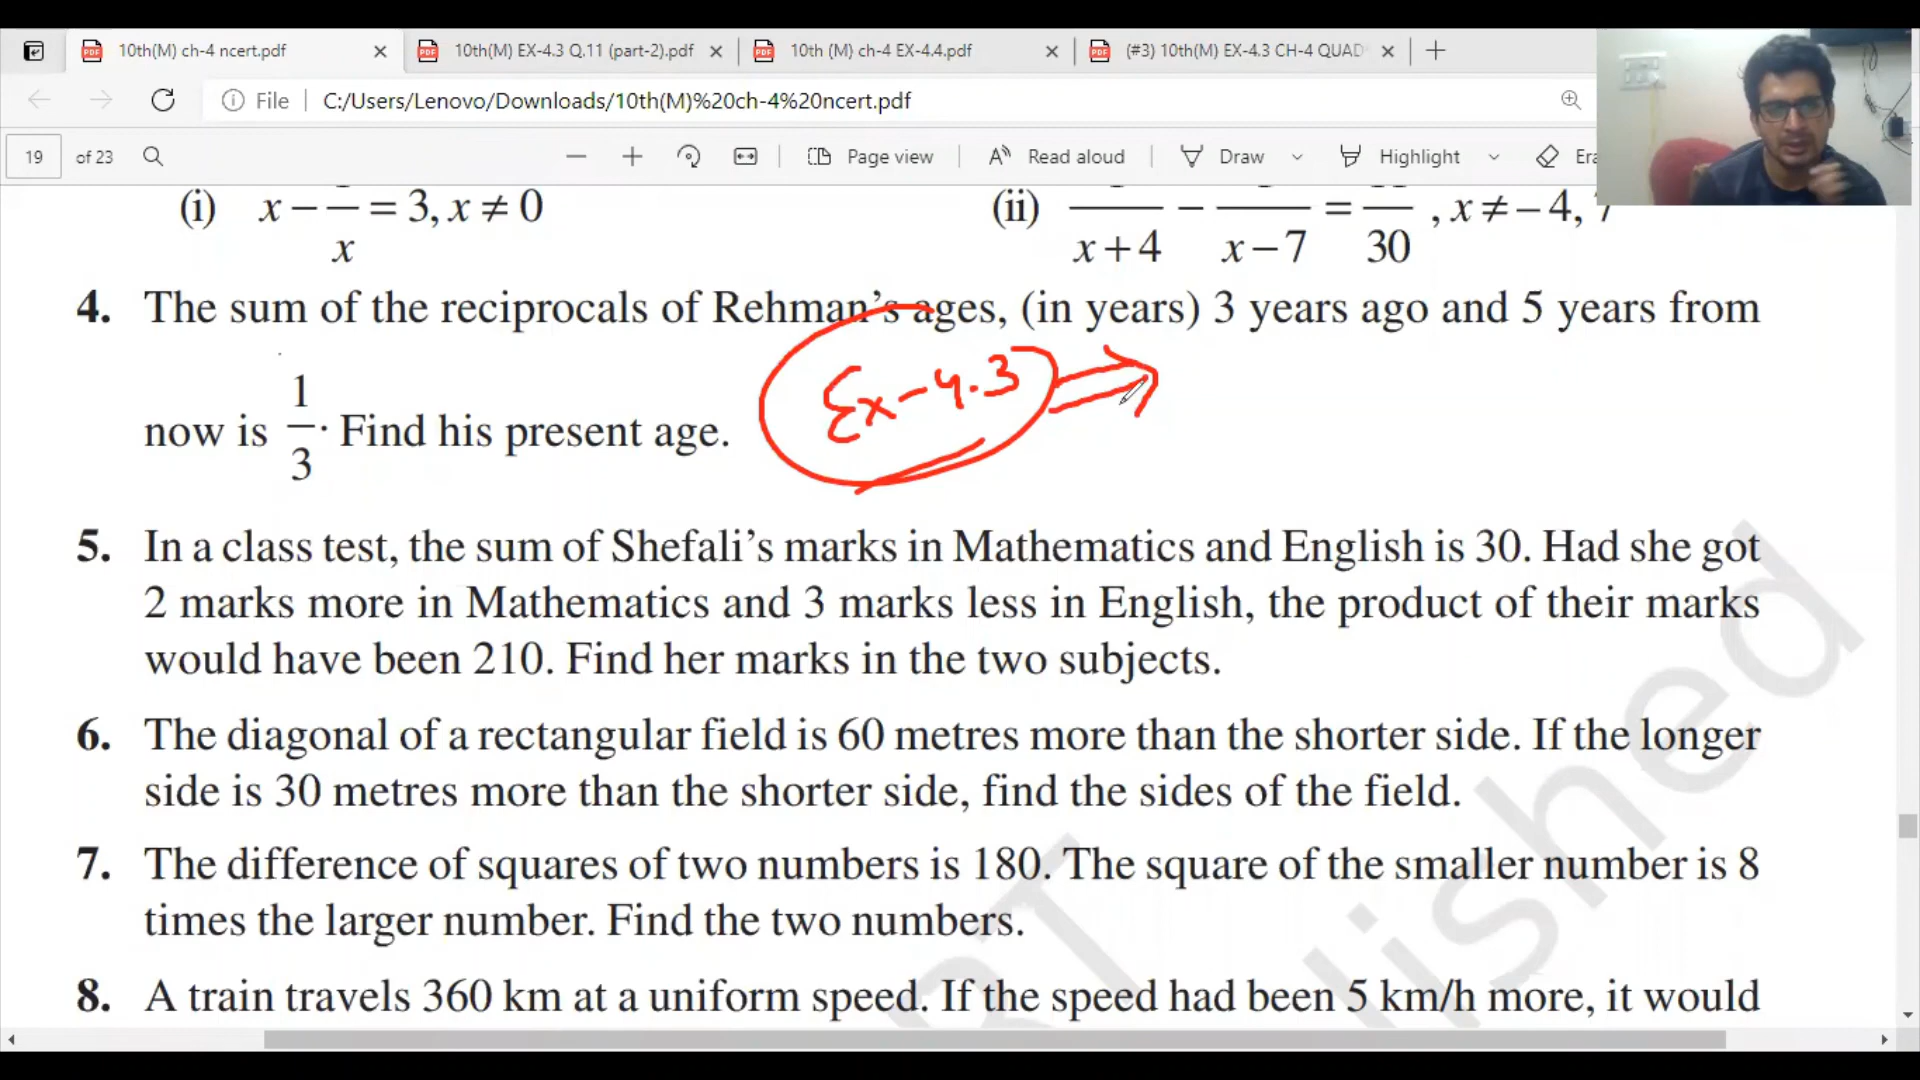 10th(M) ch-4 ncert.pdf
10th(M) EX-4.3 Q.11 (part-2).pdf
10th (M) ch-4 EX-4.4.pdf
(#3) 10th(M) EX-4.3 CH-4 QUAD
File C:/Users/Lenovo/Downloads/10th(M)%20ch-4%20ncert.pdf
19 of 23 Page view Read aloud Draw Highlight Era
(i) x − — = 3, x ≠ 0
x
(ii) — − — = — , x ≠ – 4, 7
x + 4 x − 7 30
4. The sum of the reciprocals of Rehman’s ages, (in years) 3 years ago and 5 years from
now is 1/3. Find his present age.
Ex-4.3
5. In a class test, the sum of Shefali’s marks in Mathematics and English is 30. Had she got
2 marks more in Mathematics and 3 marks less in English, the product of their marks
would have been 210. Find her marks in the two subjects.
6. The diagonal of a rectangular field is 60 metres more than the shorter side. If the longer
side is 30 metres more than the shorter side, find the sides of the field.
7. The difference of squares of two numbers is 180. The square of the smaller number is 8
times the larger number. Find the two numbers.
8. A train travels 360 km at a uniform speed. If the speed had been 5 km/h more, it would